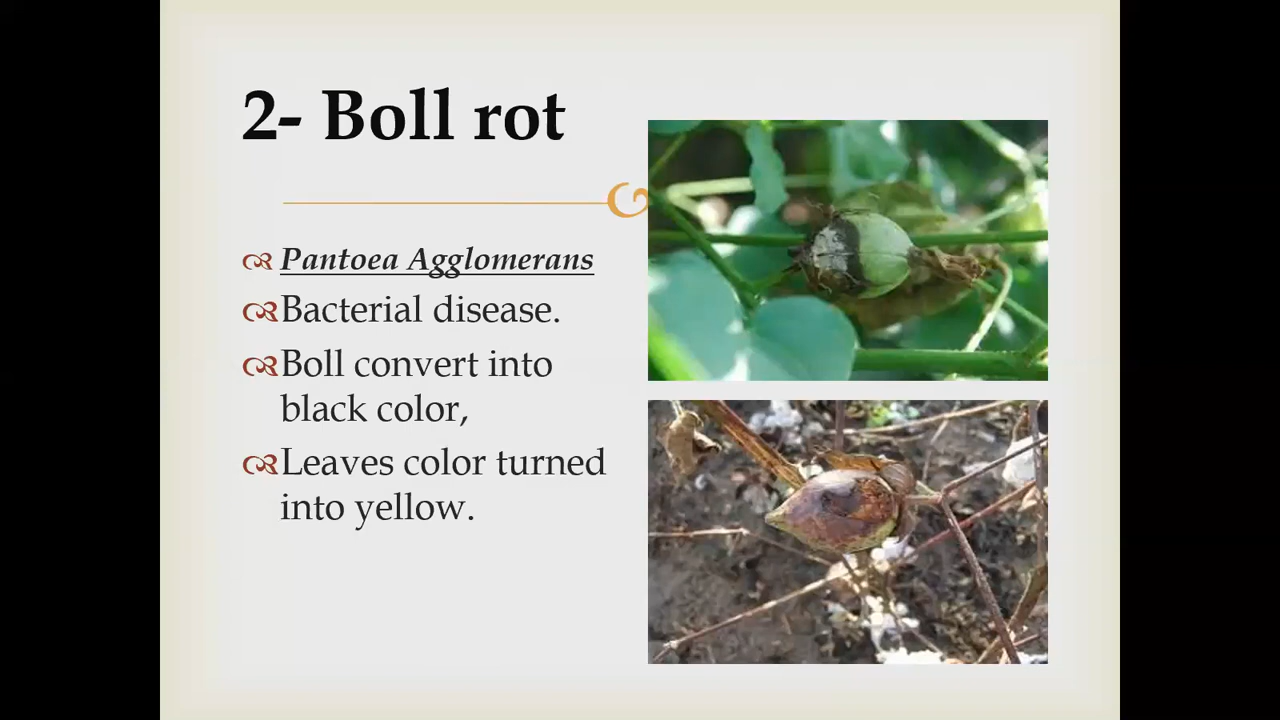 2- Boll rot
Pantoea Agglomerans
Bacterial disease.
Boll convert into
black color,
Leaves color turned
into yellow.